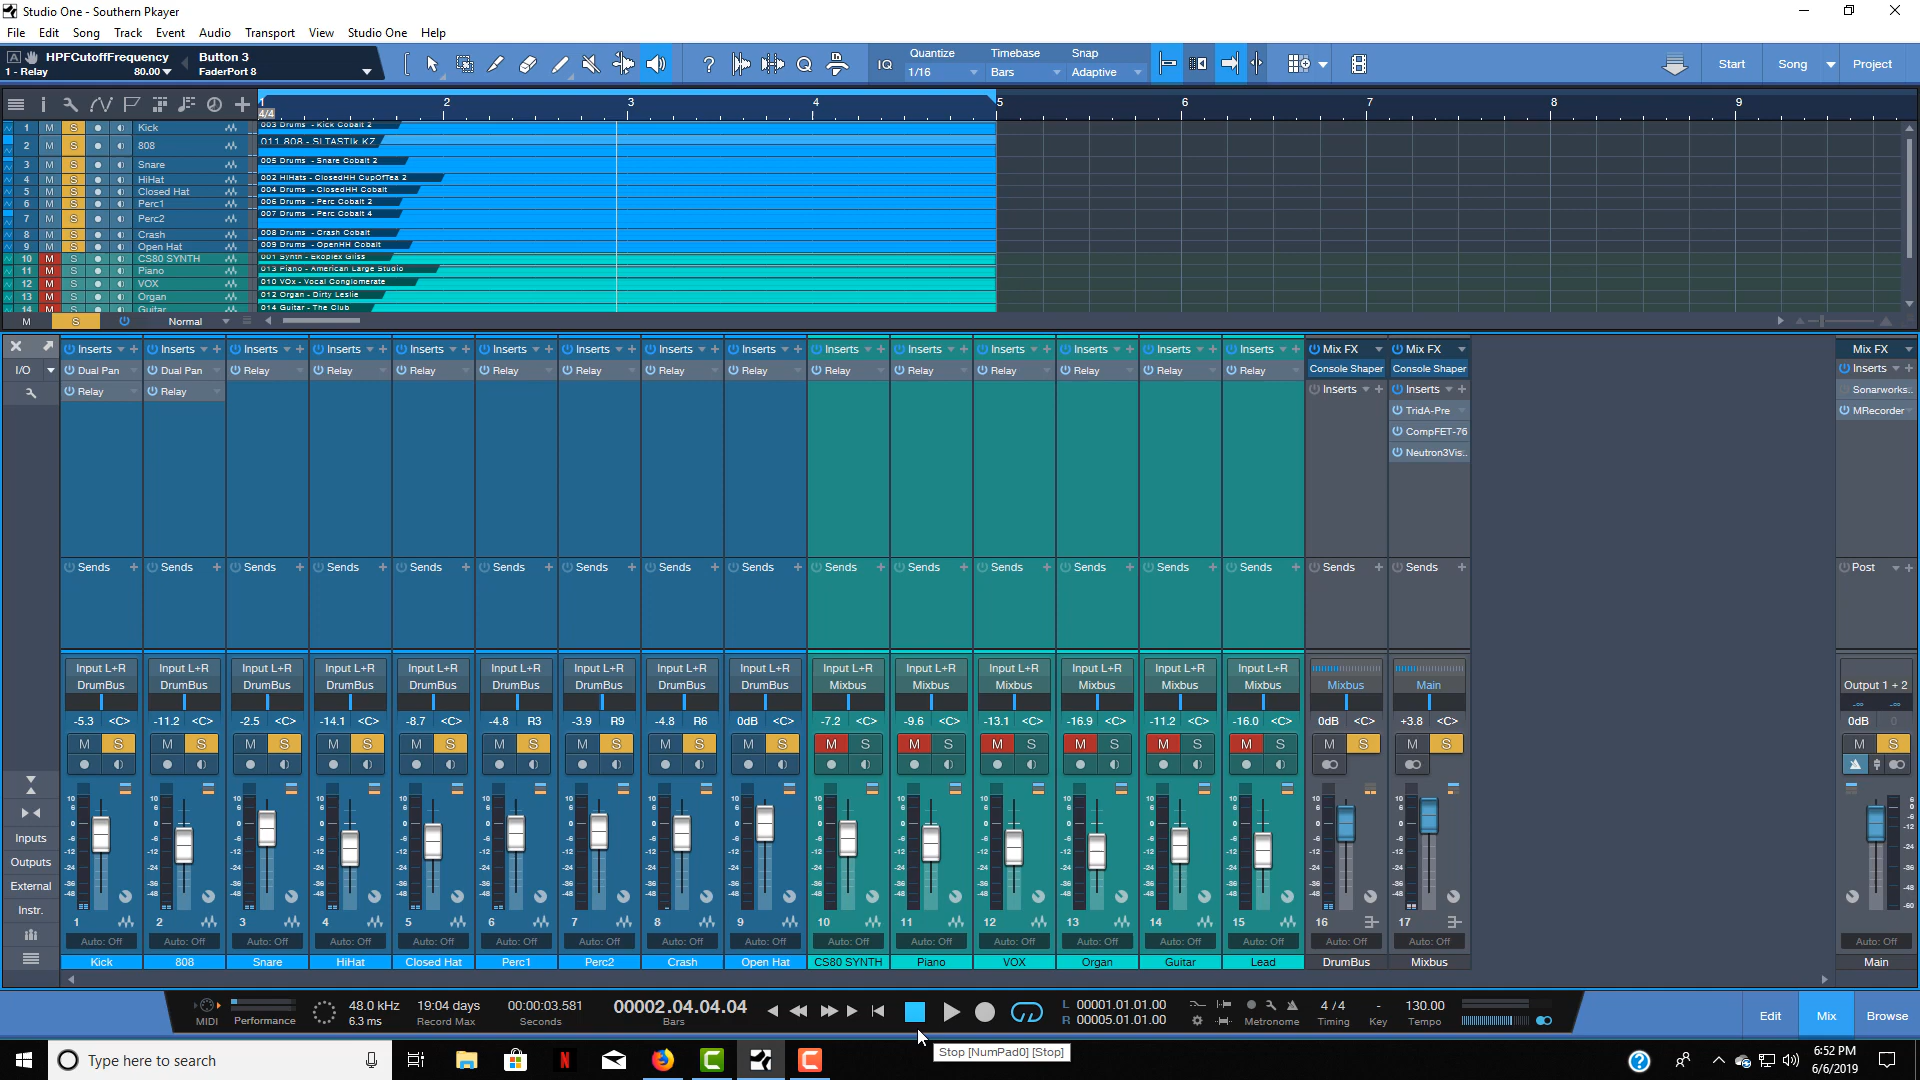 Studio One - Southern Pkayer
File Edit Song Track Event Audio Transport View Studio One Help
HPFCutoffFrequency
1 - Relay 80.00
Button 3
FaderPort 8
IQ
Quantize
1/16
Timebase
Bars
Snap
Adaptive
Start Song Project
1 2 3 4 5 6 7 8 9
4/4
1 M S Kick
2 M S 808
3 M S Snare
4 M S HiHat
5 M S Closed Hat
6 M S Perc1
7 M S Perc2
8 M S Crash
9 M S Open Hat
10 M S CS80 SYNTH
11 M S Piano
12 M S VOX
13 M S Organ
14 M S Guitar
003 Drums - Kick Cobalt 2
011 808 - SLTASTIk KZ
005 Drums - Snare Cobalt 2
002 HiHats - ClosedHH CupOfTea 2
004 Drums - ClosedHH Cobalt
006 Drums - Perc Cobalt 2
007 Drums - Perc Cobalt 4
008 Drums - Crash Cobalt
009 Drums - OpenHH Cobalt
001 Synth - Ekoplex Gliss
013 Piano - American Large Studio
010 VOx - Vocal Conglomerate
012 Organ - Dirty Leslie
014 Guitar - The Club
M S Normal
Inserts Inserts Inserts Inserts Inserts Inserts Inserts Inserts Inserts Inserts Inserts Inserts Inserts Inserts Inserts Mix FX Mix FX Mix FX
I/O Dual Pan Dual Pan Relay Relay Relay Relay Relay Relay Relay Relay Relay Relay Relay Relay Relay Console Shaper Console Shaper Inserts
Relay Relay Inserts Inserts Sonarworks..
TridA-Pre MRecorder
CompFET-76
Neutron3Vis..
Sends Sends Sends Sends Sends Sends Sends Sends Sends Sends Sends Sends Sends Sends Sends Sends Sends Post
Input L+R Input L+R Input L+R Input L+R Input L+R Input L+R Input L+R Input L+R Input L+R Input L+R Input L+R Input L+R Input L+R Input L+R Input L+R
DrumBus DrumBus DrumBus DrumBus DrumBus DrumBus DrumBus DrumBus DrumBus Mixbus Mixbus Mixbus Mixbus Mixbus Mixbus Mixbus Main Output 1 + 2
-5.3 <C> -11.2 <C> -2.5 <C> -14.1 <C> -8.7 <C> -4.8 R3 -3.9 R9 -4.8 R6 0dB <C> -7.2 <C> -9.6 <C> -13.1 <C> -16.9 <C> -11.2 <C> -16.0 <C> 0dB <C> +3.8 <C> 0dB 0
M S M S M S M S M S M S M S M S M S M S M S M S M S M S M S M S M S M S
Inputs
Outputs
External
Instr.
1 2 3 4 5 6 7 8 9 10 11 12 13 14 15 16 17
Auto: Off Auto: Off Auto: Off Auto: Off Auto: Off Auto: Off Auto: Off Auto: Off Auto: Off Auto: Off Auto: Off Auto: Off Auto: Off Auto: Off Auto: Off Auto: Off Auto: Off Auto: Off
Kick 808 Snare HiHat Closed Hat Perc1 Perc2 Crash Open Hat CS80 SYNTH Piano VOX Organ Guitar Lead DrumBus Mixbus Main
MIDI
Performance
48.0 kHz
6.3 ms
19:04 days
Record Max
00:00:03.581
Seconds
00002.04.04.04
Bars
L 00001.01.01.00
R 00005.01.01.00
Metronome
4 / 4
Timing
-
Key
130.00
Tempo
Edit Mix Browse
Stop [NumPad0] [Stop]
Type here to search
6:52 PM
6/6/2019